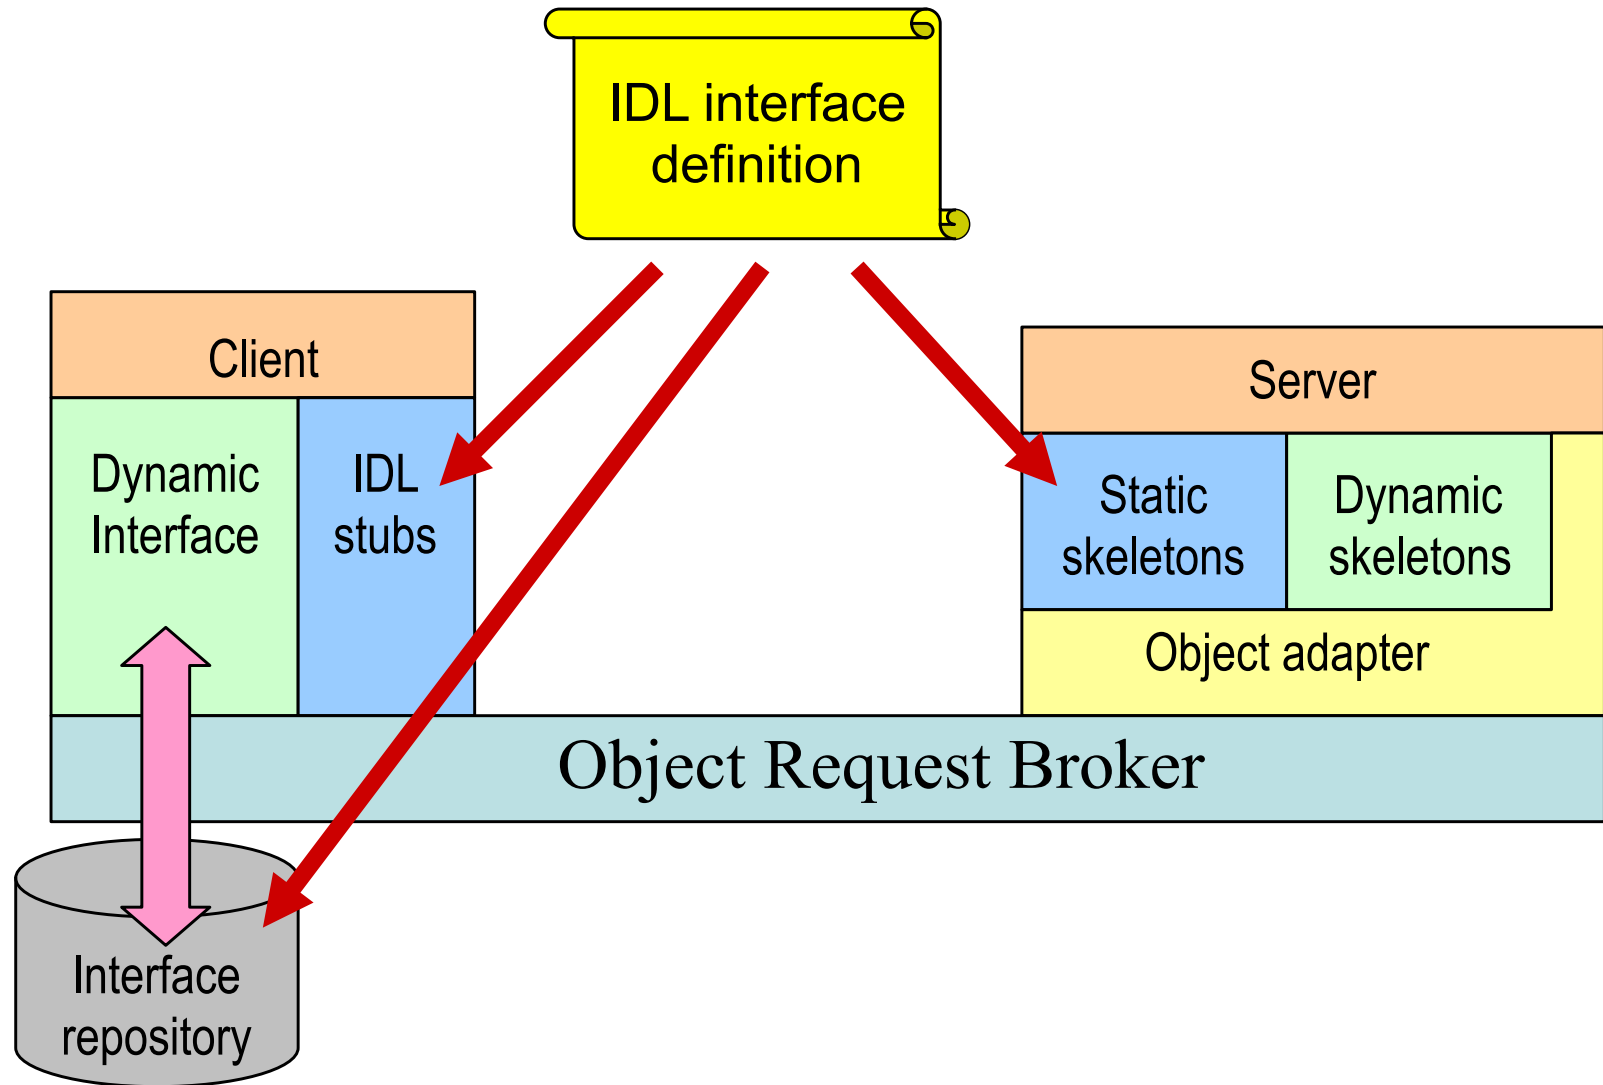 IDL interface
definition
Client
Server
Dynamic
Interface
IDL
stubs
Static
skeletons
Dynamic
skeletons
Object adapter
Object Request Broker
Interface
repository